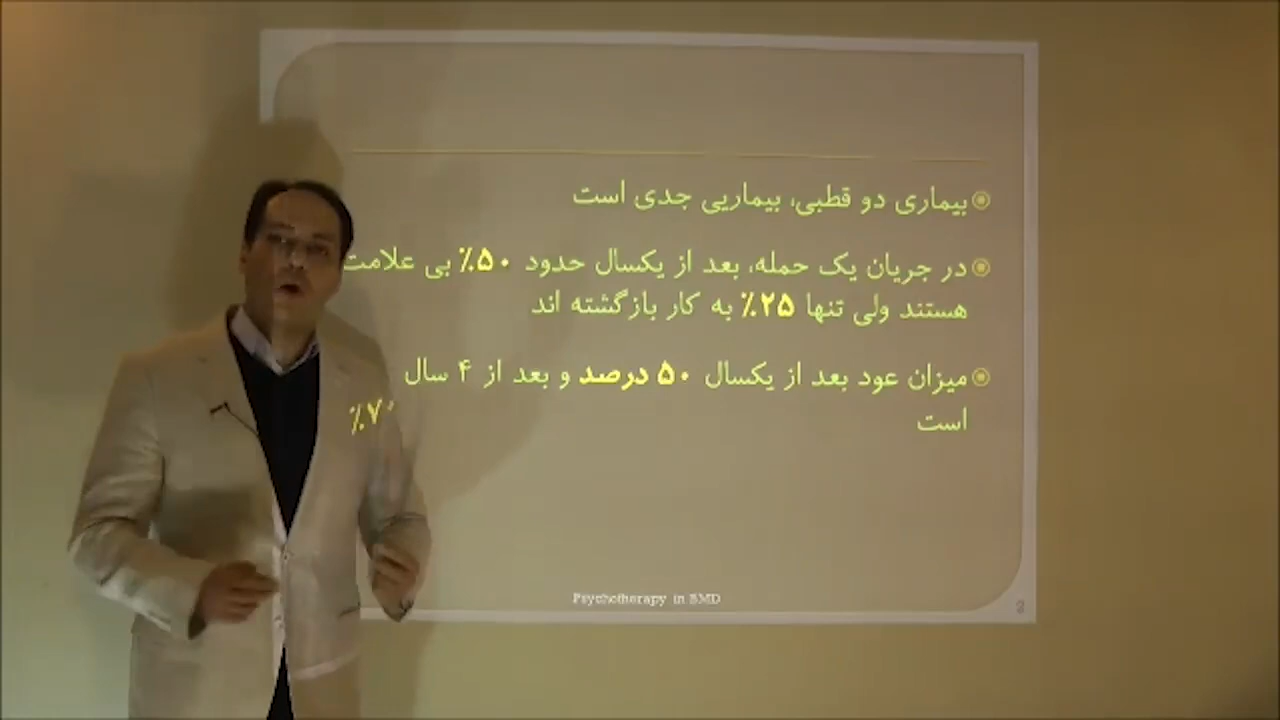 بیماری دو قطبی، بیماریی جدی است
در جریان یک حمله، بعد از یکسال حدود ۵۰٪ بی علامت
هستند ولی تنها ۲۵٪ به کار بازگشته اند
میزان عود بعد از یکسال ۵۰ درصد و بعد از ۴ سال
۷۰٪
است
Psychotherapy in BMD
2